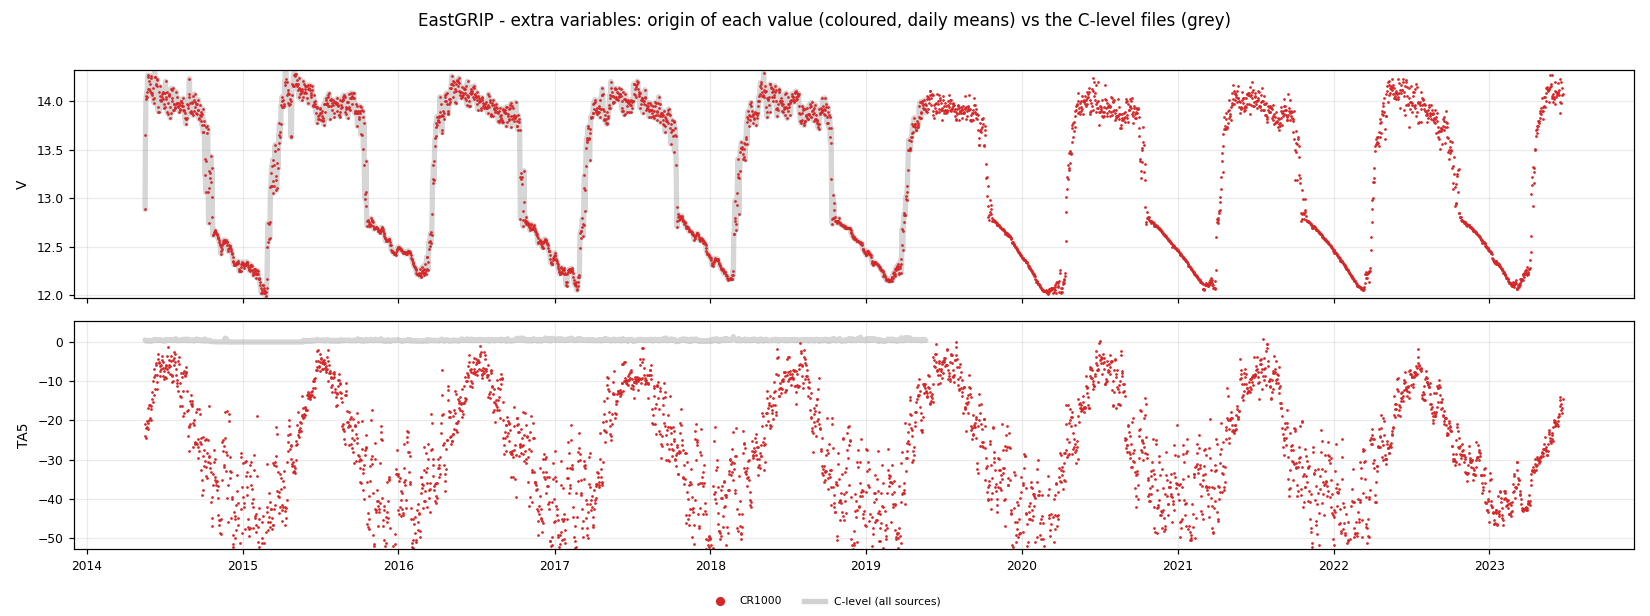 EastGRIP - extra variables: origin of each value (coloured, daily means) vs the C-level files (grey)
V
14.0
13.5
13.0
12.5
12.0
TA5
0
−10
−20
−30
−40
−50
2014 2015 2016 2017 2018 2019 2020 2021 2022 2023
CR1000 C-level (all sources)